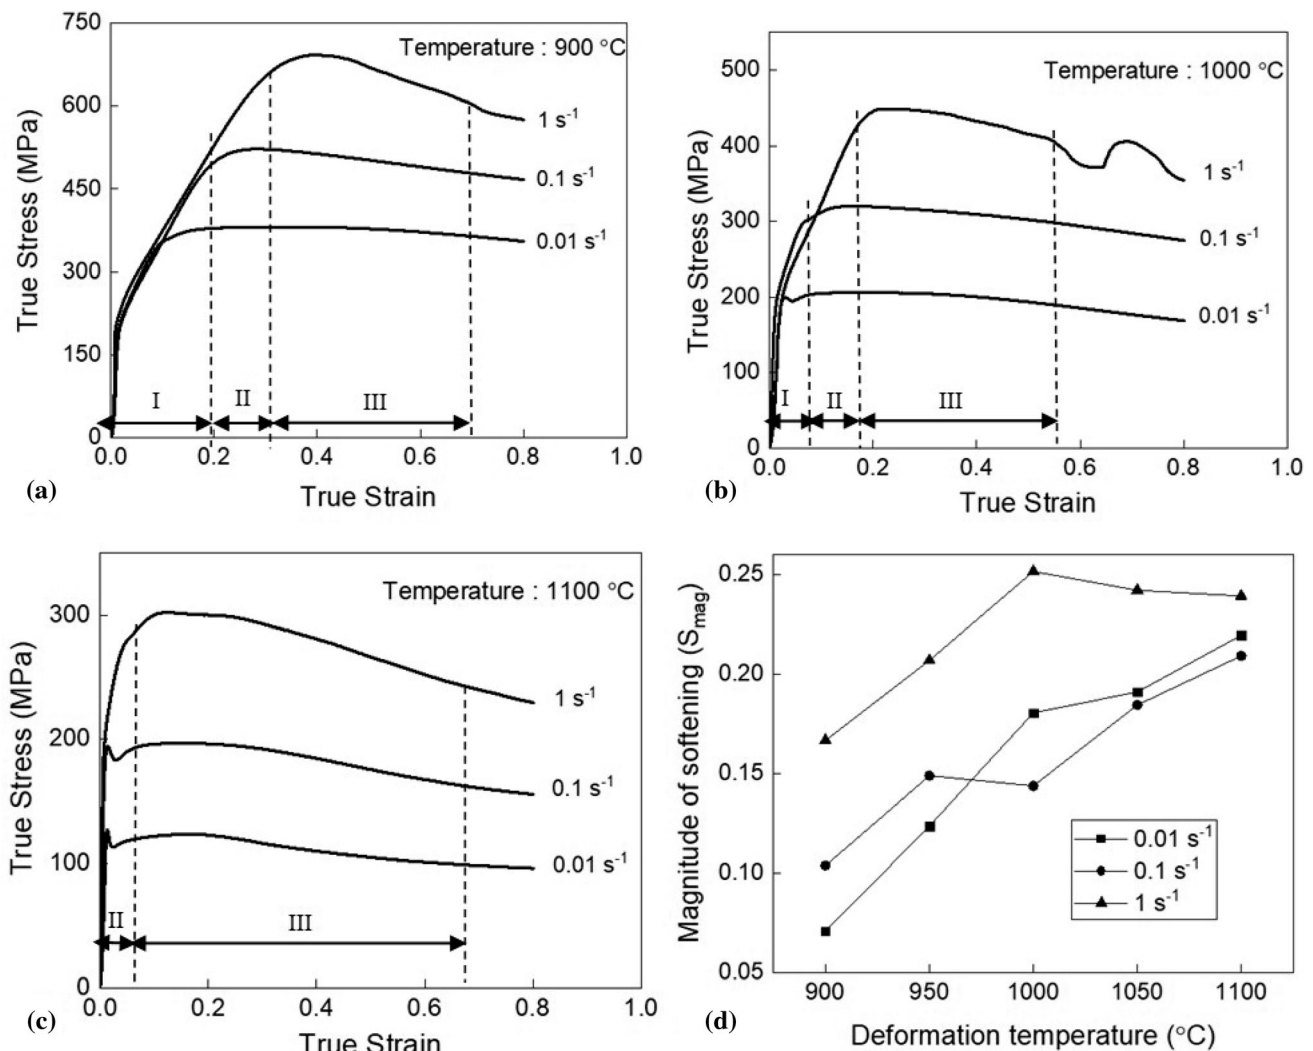 750
600
450
300
150
0
True Stress (MPa)
Temperature : 900 °C
1 s⁻¹
0.1 s⁻¹
0.01 s⁻¹
I
II
III
0.0
0.2
0.4
0.6
0.8
1.0
True Strain
(a)
500
400
300
200
100
0
True Stress (MPa)
Temperature : 1000 °C
1 s⁻¹
0.1 s⁻¹
0.01 s⁻¹
I
II
III
0.0
0.2
0.4
0.6
0.8
1.0
True Strain
(b)
300
200
100
0
True Stress (MPa)
Temperature : 1100 °C
1 s⁻¹
0.1 s⁻¹
0.01 s⁻¹
II
III
0.0
0.2
0.4
0.6
0.8
1.0
True Strain
(c)
0.25
0.20
0.15
0.10
0.05
Magnitude of softening (Smag)
0.01 s⁻¹
0.1 s⁻¹
1 s⁻¹
900
950
1000
1050
1100
Deformation temperature (°C)
(d)